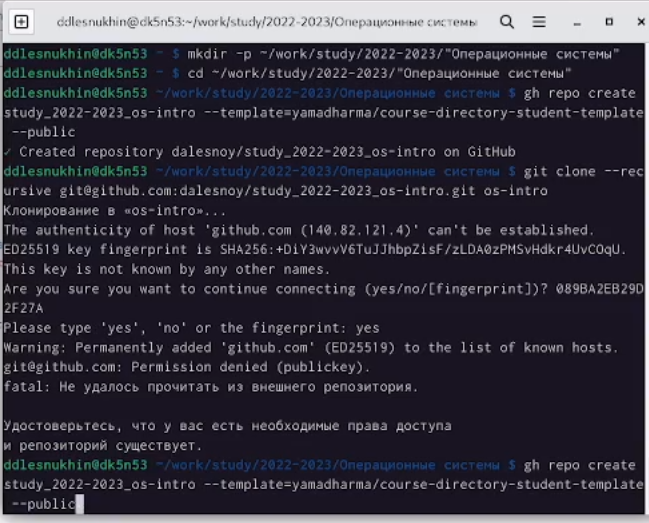 ddlesnukhin@dk5n53:~/work/study/2022-2023/Операционные системы
ddlesnukhin@dk5n53 ~ $ mkdir -p ~/work/study/2022-2023/"Операционные системы"
ddlesnukhin@dk5n53 ~ $ cd ~/work/study/2022-2023/"Операционные системы"
ddlesnukhin@dk5n53 ~/work/study/2022-2023/Операционные системы $ gh repo create
study_2022-2023_os-intro --template=yamadharma/course-directory-student-template
--public
✓ Created repository dalesnoy/study_2022-2023_os-intro on GitHub
ddlesnukhin@dk5n53 ~/work/study/2022-2023/Операционные системы $ git clone --rec
ursive git@github.com:dalesnoy/study_2022-2023_os-intro.git os-intro
Клонирование в «os-intro»...
The authenticity of host 'github.com (140.82.121.4)' can't be established.
ED25519 key fingerprint is SHA256:+DiY3wvvV6TuJJhbpZisF/zLDA0zPMSvHdkr4UvCOqU.
This key is not known by any other names.
Are you sure you want to continue connecting (yes/no/[fingerprint])? 089BA2EB29D
2F27A
Please type 'yes', 'no' or the fingerprint: yes
Warning: Permanently added 'github.com' (ED25519) to the list of known hosts.
git@github.com: Permission denied (publickey).
fatal: Не удалось прочитать из внешнего репозитория.
Удостоверьтесь, что у вас есть необходимые права доступа
и репозиторий существует.
ddlesnukhin@dk5n53 ~/work/study/2022-2023/Операционные системы $ gh repo create
study_2022-2023_os-intro --template=yamadharma/course-directory-student-template
--public